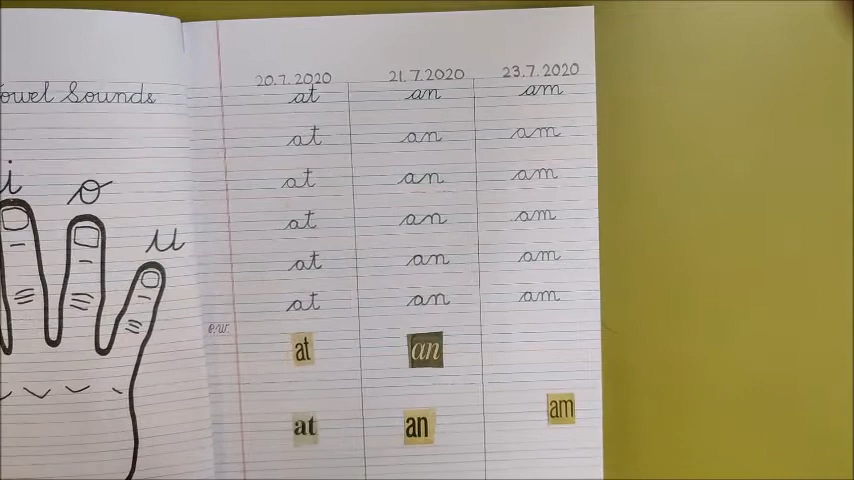 owel Sounds
i
o
u
20.7.2020 21.7.2020 23.7.2020
at an am
at an am
at an am
at an am
at an am
at an am
P.W.
at an
am
at an